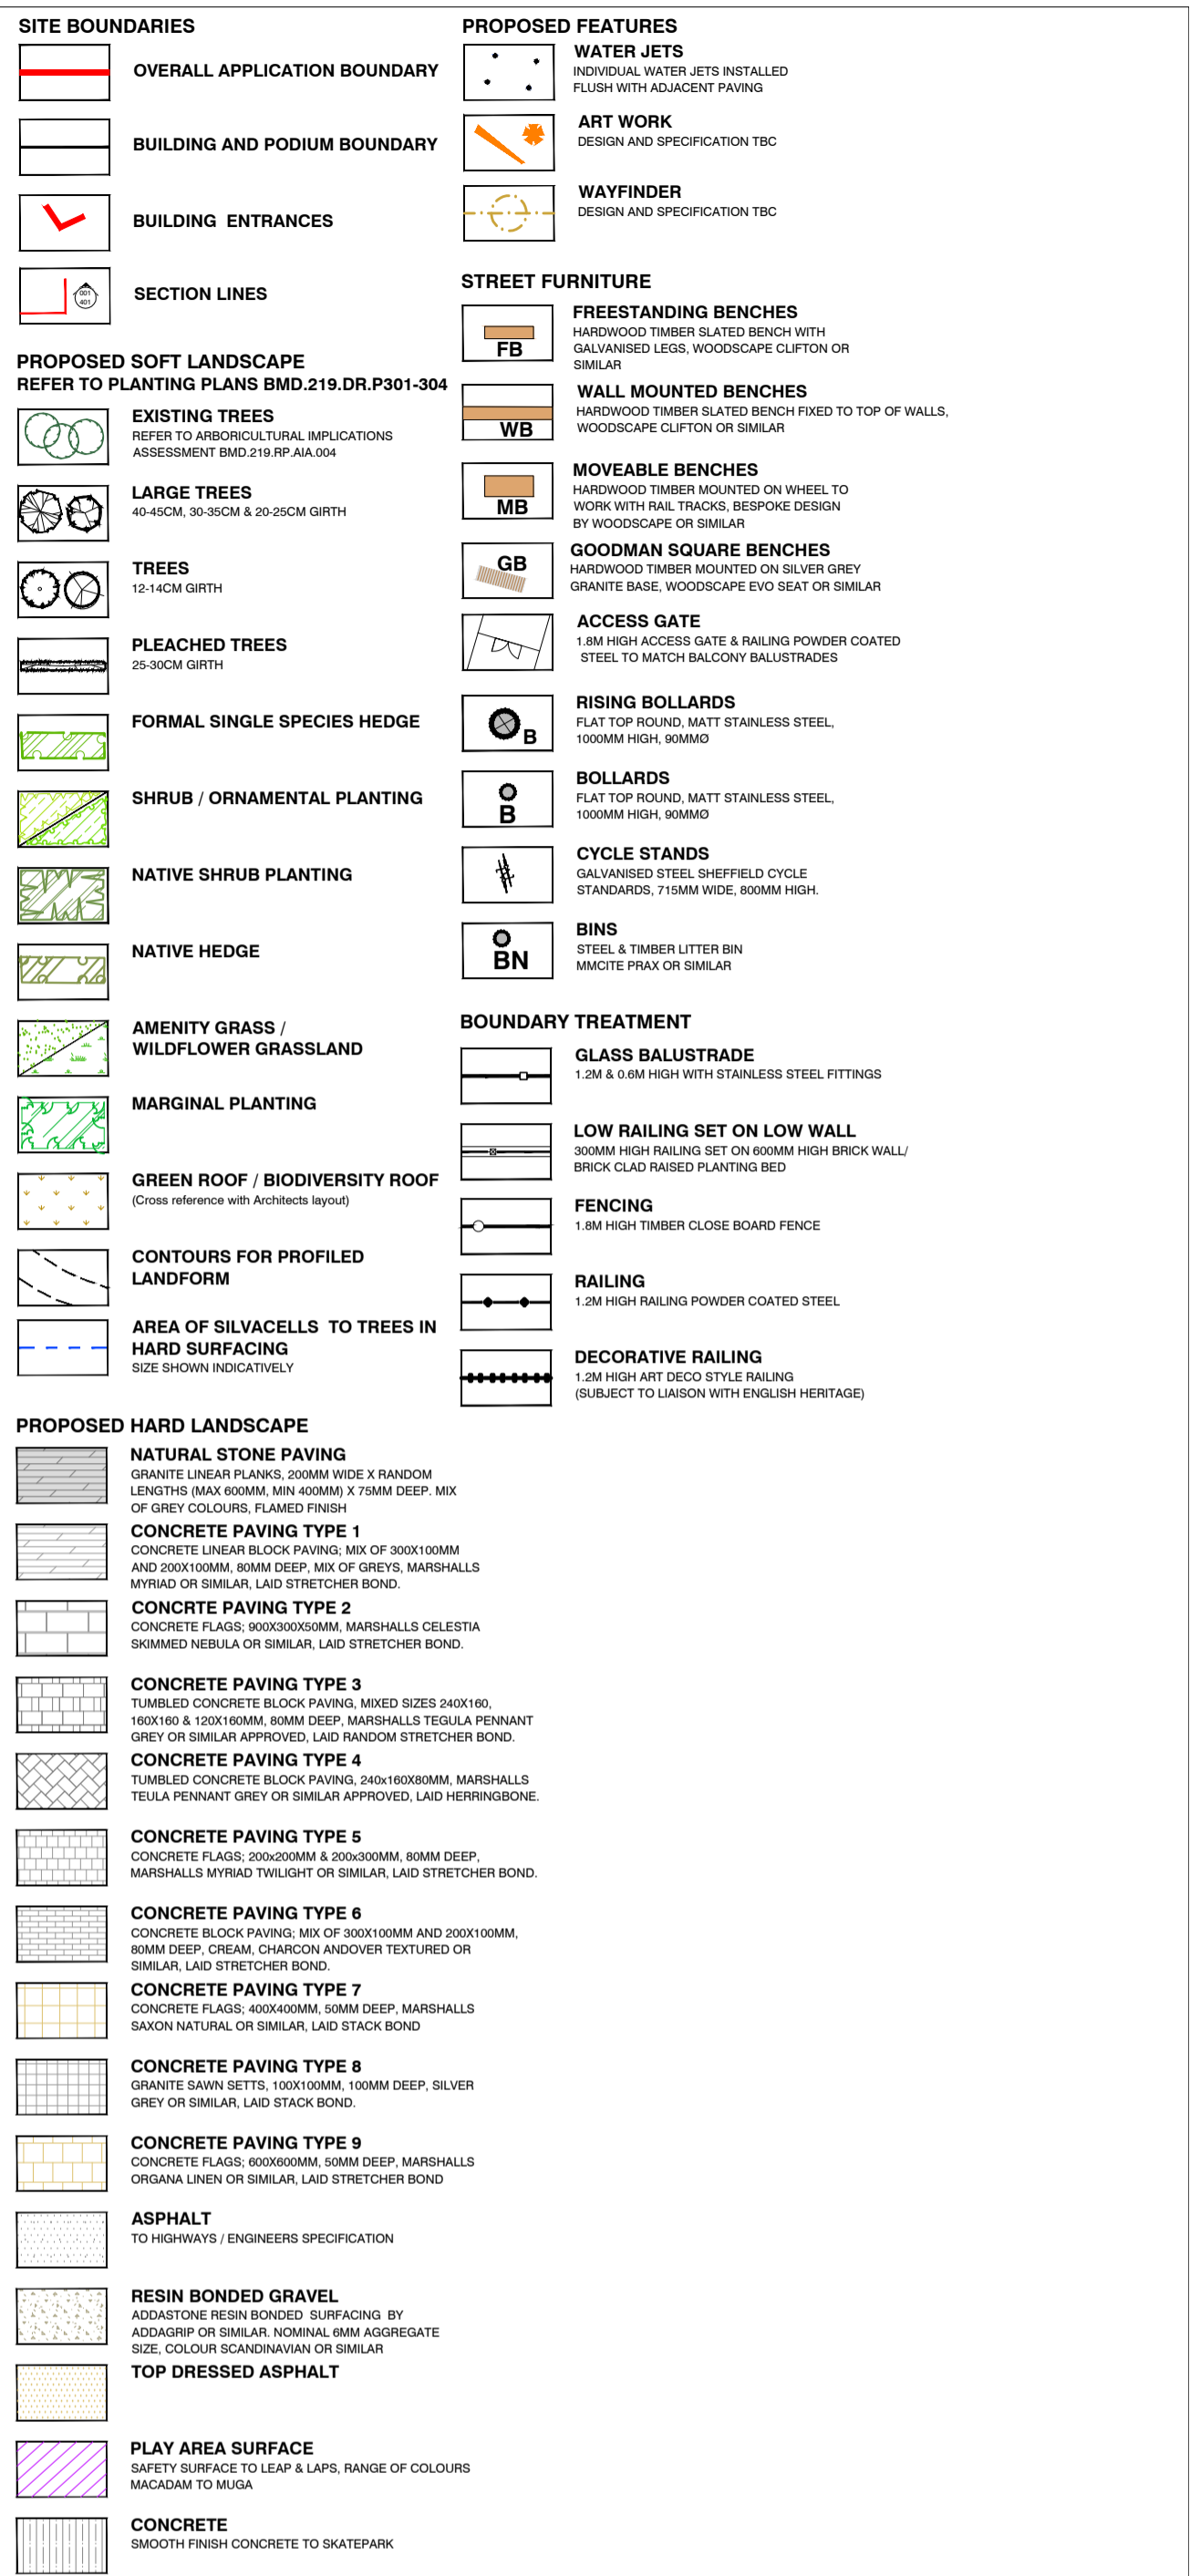 SITE BOUNDARIES
OVERALL APPLICATION BOUNDARY
BUILDING AND PODIUM BOUNDARY
BUILDING ENTRANCES
SECTION LINES
001
401
PROPOSED SOFT LANDSCAPE
REFER TO PLANTING PLANS BMD.219.DR.P301-304
EXISTING TREES
REFER TO ARBORICULTURAL IMPLICATIONS
ASSESSMENT BMD.219.RP.AIA.004
LARGE TREES
40-45CM, 30-35CM & 20-25CM GIRTH
TREES
12-14CM GIRTH
PLEACHED TREES
25-30CM GIRTH
FORMAL SINGLE SPECIES HEDGE
SHRUB / ORNAMENTAL PLANTING
NATIVE SHRUB PLANTING
NATIVE HEDGE
AMENITY GRASS /
WILDFLOWER GRASSLAND
MARGINAL PLANTING
GREEN ROOF / BIODIVERSITY ROOF
(Cross reference with Architects layout)
CONTOURS FOR PROFILED
LANDFORM
AREA OF SILVACELLS TO TREES IN
HARD SURFACING
SIZE SHOWN INDICATIVELY
PROPOSED HARD LANDSCAPE
NATURAL STONE PAVING
GRANITE LINEAR PLANKS, 200MM WIDE X RANDOM
LENGTHS (MAX 600MM, MIN 400MM) X 75MM DEEP. MIX
OF GREY COLOURS, FLAMED FINISH
CONCRETE PAVING TYPE 1
CONCRETE LINEAR BLOCK PAVING; MIX OF 300X100MM
AND 200X100MM, 80MM DEEP, MIX OF GREYS, MARSHALLS
MYRIAD OR SIMILAR, LAID STRETCHER BOND.
CONCRTE PAVING TYPE 2
CONCRETE FLAGS; 900X300X50MM, MARSHALLS CELESTIA
SKIMMED NEBULA OR SIMILAR, LAID STRETCHER BOND.
CONCRETE PAVING TYPE 3
TUMBLED CONCRETE BLOCK PAVING, MIXED SIZES 240X160,
160X160 & 120X160MM, 80MM DEEP, MARSHALLS TEGULA PENNANT
GREY OR SIMILAR APPROVED, LAID RANDOM STRETCHER BOND.
CONCRETE PAVING TYPE 4
TUMBLED CONCRETE BLOCK PAVING, 240x160X80MM, MARSHALLS
TEULA PENNANT GREY OR SIMILAR APPROVED, LAID HERRINGBONE.
CONCRETE PAVING TYPE 5
CONCRETE FLAGS; 200x200MM & 200x300MM, 80MM DEEP,
MARSHALLS MYRIAD TWILIGHT OR SIMILAR, LAID STRETCHER BOND.
CONCRETE PAVING TYPE 6
CONCRETE BLOCK PAVING; MIX OF 300X100MM AND 200X100MM,
80MM DEEP, CREAM, CHARCON ANDOVER TEXTURED OR
SIMILAR, LAID STRETCHER BOND.
CONCRETE PAVING TYPE 7
CONCRETE FLAGS; 400X400MM, 50MM DEEP, MARSHALLS
SAXON NATURAL OR SIMILAR, LAID STACK BOND
CONCRETE PAVING TYPE 8
GRANITE SAWN SETTS, 100X100MM, 100MM DEEP, SILVER
GREY OR SIMILAR, LAID STACK BOND.
CONCRETE PAVING TYPE 9
CONCRETE FLAGS; 600X600MM, 50MM DEEP, MARSHALLS
ORGANA LINEN OR SIMILAR, LAID STRETCHER BOND
ASPHALT
TO HIGHWAYS / ENGINEERS SPECIFICATION
RESIN BONDED GRAVEL
ADDASTONE RESIN BONDED SURFACING BY
ADDAGRIP OR SIMILAR. NOMINAL 6MM AGGREGATE
SIZE, COLOUR SCANDINAVIAN OR SIMILAR
TOP DRESSED ASPHALT
PLAY AREA SURFACE
SAFETY SURFACE TO LEAP & LAPS, RANGE OF COLOURS
MACADAM TO MUGA
CONCRETE
SMOOTH FINISH CONCRETE TO SKATEPARK
PROPOSED FEATURES
WATER JETS
INDIVIDUAL WATER JETS INSTALLED
FLUSH WITH ADJACENT PAVING
ART WORK
DESIGN AND SPECIFICATION TBC
WAYFINDER
DESIGN AND SPECIFICATION TBC
STREET FURNITURE
FREESTANDING BENCHES
HARDWOOD TIMBER SLATED BENCH WITH
GALVANISED LEGS, WOODSCAPE CLIFTON OR
SIMILAR
FB
WALL MOUNTED BENCHES
HARDWOOD TIMBER SLATED BENCH FIXED TO TOP OF WALLS,
WOODSCAPE CLIFTON OR SIMILAR
WB
MOVEABLE BENCHES
HARDWOOD TIMBER MOUNTED ON WHEEL TO
WORK WITH RAIL TRACKS, BESPOKE DESIGN
BY WOODSCAPE OR SIMILAR
MB
GOODMAN SQUARE BENCHES
HARDWOOD TIMBER MOUNTED ON SILVER GREY
GRANITE BASE, WOODSCAPE EVO SEAT OR SIMILAR
GB
ACCESS GATE
1.8M HIGH ACCESS GATE & RAILING POWDER COATED
STEEL TO MATCH BALCONY BALUSTRADES
RISING BOLLARDS
FLAT TOP ROUND, MATT STAINLESS STEEL,
1000MM HIGH, 90MMØ
B
BOLLARDS
FLAT TOP ROUND, MATT STAINLESS STEEL,
1000MM HIGH, 90MMØ
B
CYCLE STANDS
GALVANISED STEEL SHEFFIELD CYCLE
STANDARDS, 715MM WIDE, 800MM HIGH.
BINS
STEEL & TIMBER LITTER BIN
MMCITE PRAX OR SIMILAR
BN
BOUNDARY TREATMENT
GLASS BALUSTRADE
1.2M & 0.6M HIGH WITH STAINLESS STEEL FITTINGS
LOW RAILING SET ON LOW WALL
300MM HIGH RAILING SET ON 600MM HIGH BRICK WALL/
BRICK CLAD RAISED PLANTING BED
FENCING
1.8M HIGH TIMBER CLOSE BOARD FENCE
RAILING
1.2M HIGH RAILING POWDER COATED STEEL
DECORATIVE RAILING
1.2M HIGH ART DECO STYLE RAILING
(SUBJECT TO LIAISON WITH ENGLISH HERITAGE)